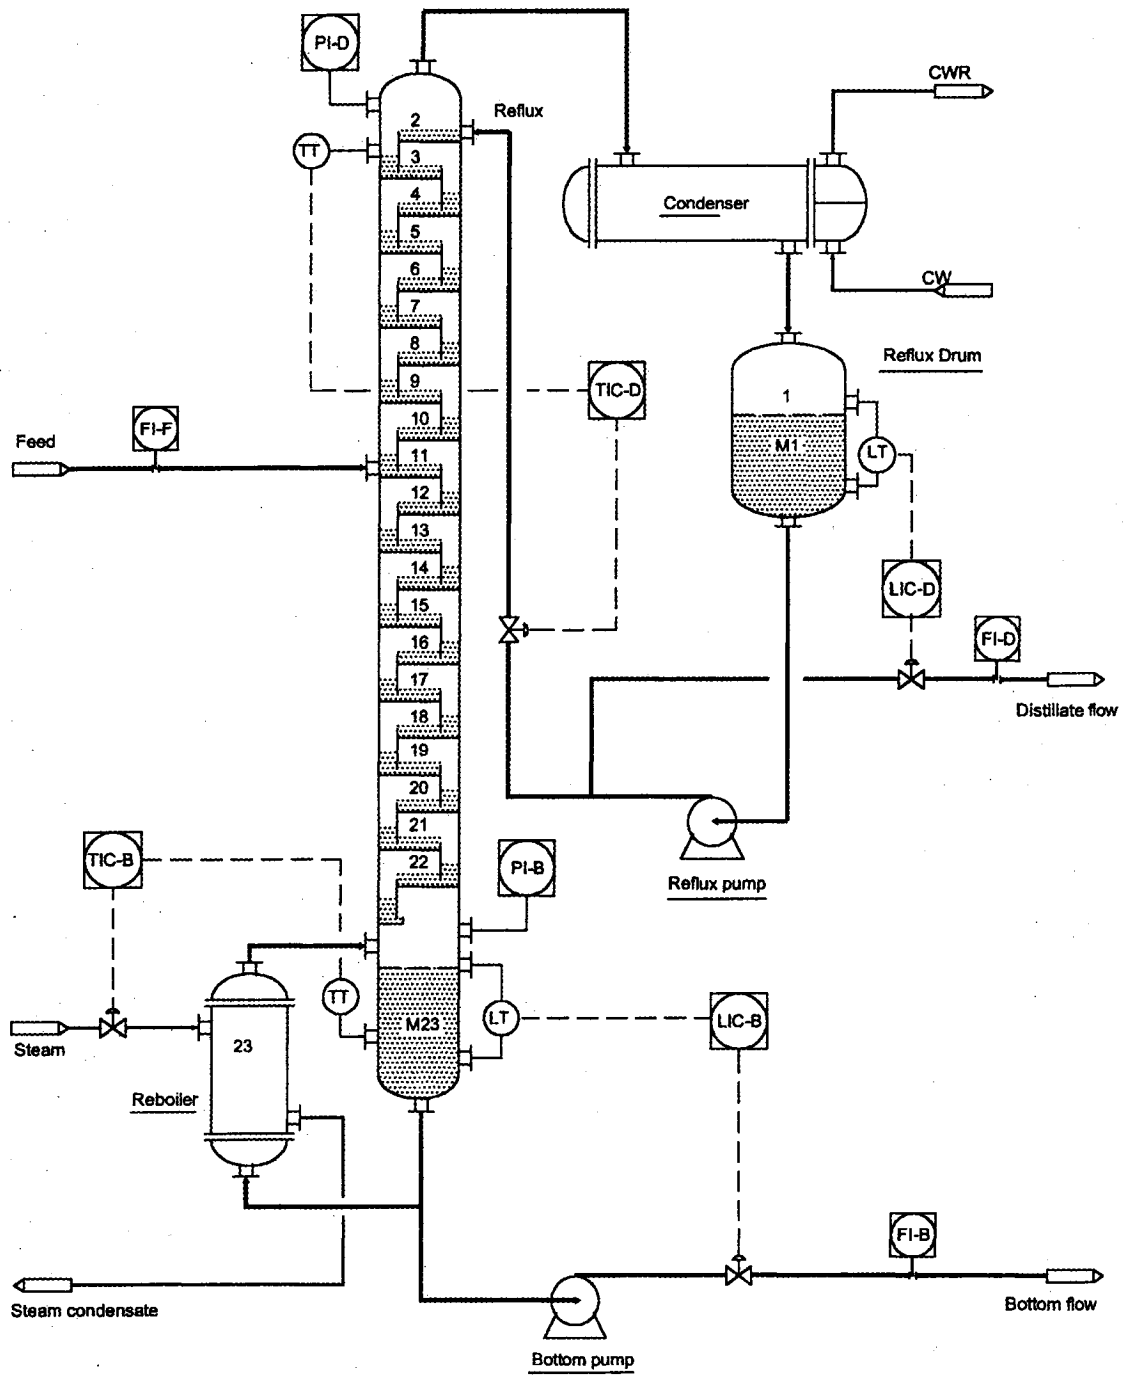 PI-D
CWR
Reflux
2
TT
3
4
Condenser
5
6
CW
7
8
Reflux Drum
9
TIC-D
1
10
FI-F
Feed
M1
LT
11
12
13
14
LIC-D
15
16
FI-D
17
Distillate flow
18
19
20
21
TIC-B
22
PI-B
Reflux pump
TT
M23
LT
LIC-B
Steam
23
Reboiler
FI-B
Steam condensate
Bottom flow
Bottom pump